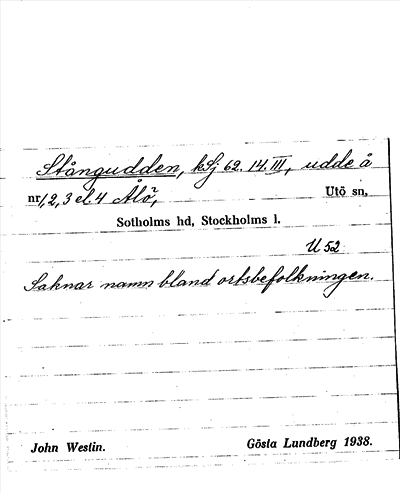 Stångudden, kSj 62. 14. III, udde å
nr 1, 2, 3 el. 4 Ålö, Utö sn,
Sotholms hd, Stockholms l.
U 52
Saknar namn bland ortsbefolkningen.
John Westin. Gösta Lundberg 1938.